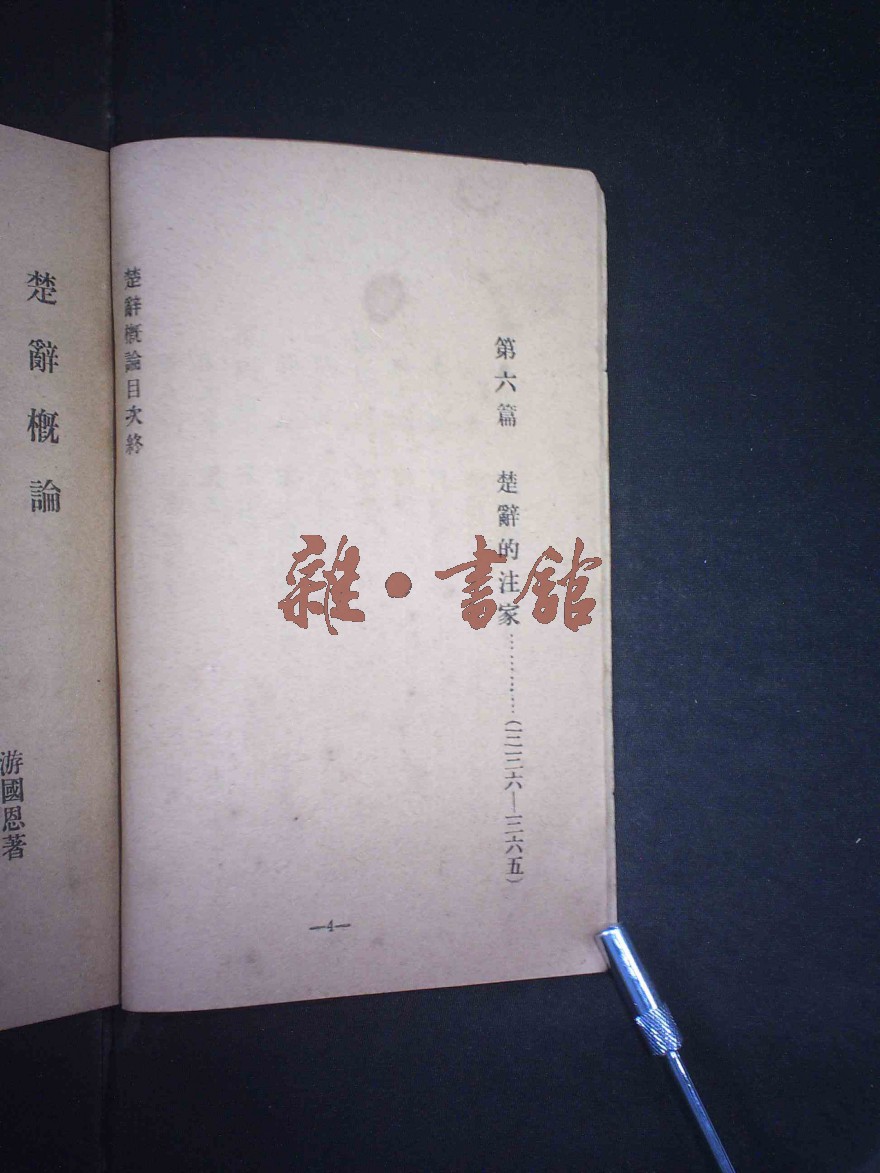 第六篇 楚辭的注家…………(三三六—三六五)
楚辭概論目次終
—4—
楚辭概論
游國恩著
雜·書館